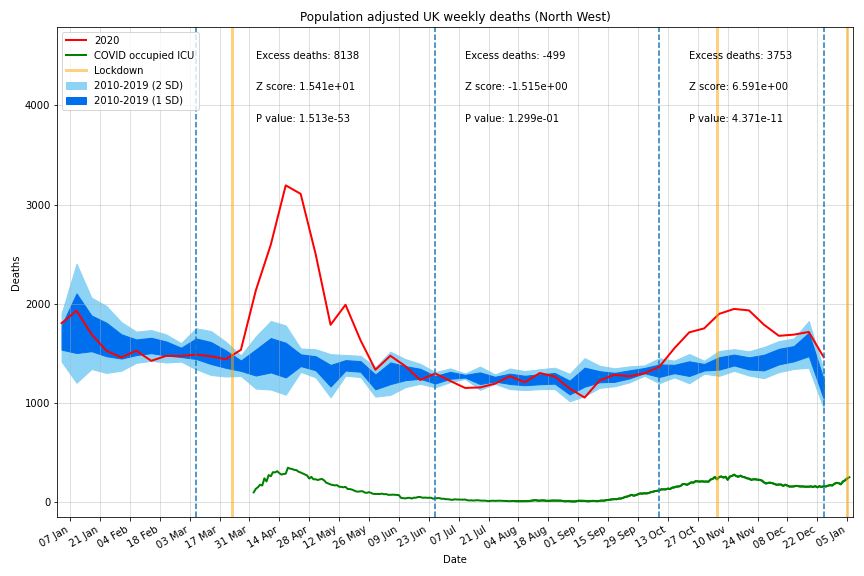 Population adjusted UK weekly deaths (North West)
2020
COVID occupied ICU
Lockdown
2010-2019 (2 SD)
2010-2019 (1 SD)
Excess deaths: 8138
Z score: 1.541e+01
P value: 1.513e-53
Excess deaths: -499
Z score: -1.515e+00
P value: 1.299e-01
Excess deaths: 3753
Z score: 6.591e+00
P value: 4.371e-11
Deaths
4000
3000
2000
1000
0
07 Jan
21 Jan
04 Feb
18 Feb
03 Mar
17 Mar
31 Mar
14 Apr
28 Apr
12 May
26 May
09 Jun
23 Jun
07 Jul
21 Jul
04 Aug
18 Aug
01 Sep
15 Sep
29 Sep
13 Oct
27 Oct
10 Nov
24 Nov
08 Dec
22 Dec
05 Jan
Date